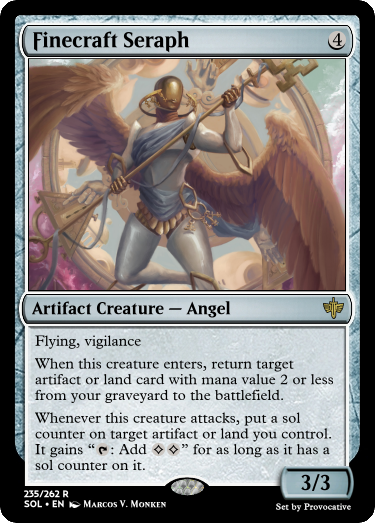 Finecraft Seraph 4
Artifact Creature — Angel
Flying, vigilance
When this creature enters, return target
artifact or land card with mana value 2 or less
from your graveyard to the battlefield.
Whenever this creature attacks, put a sol
counter on target artifact or land you control.
It gains “: Add ” for as long as it has a
sol counter on it.
3/3
235/262 R
SOL • EN Marcos V. Monken
Set by Provocative